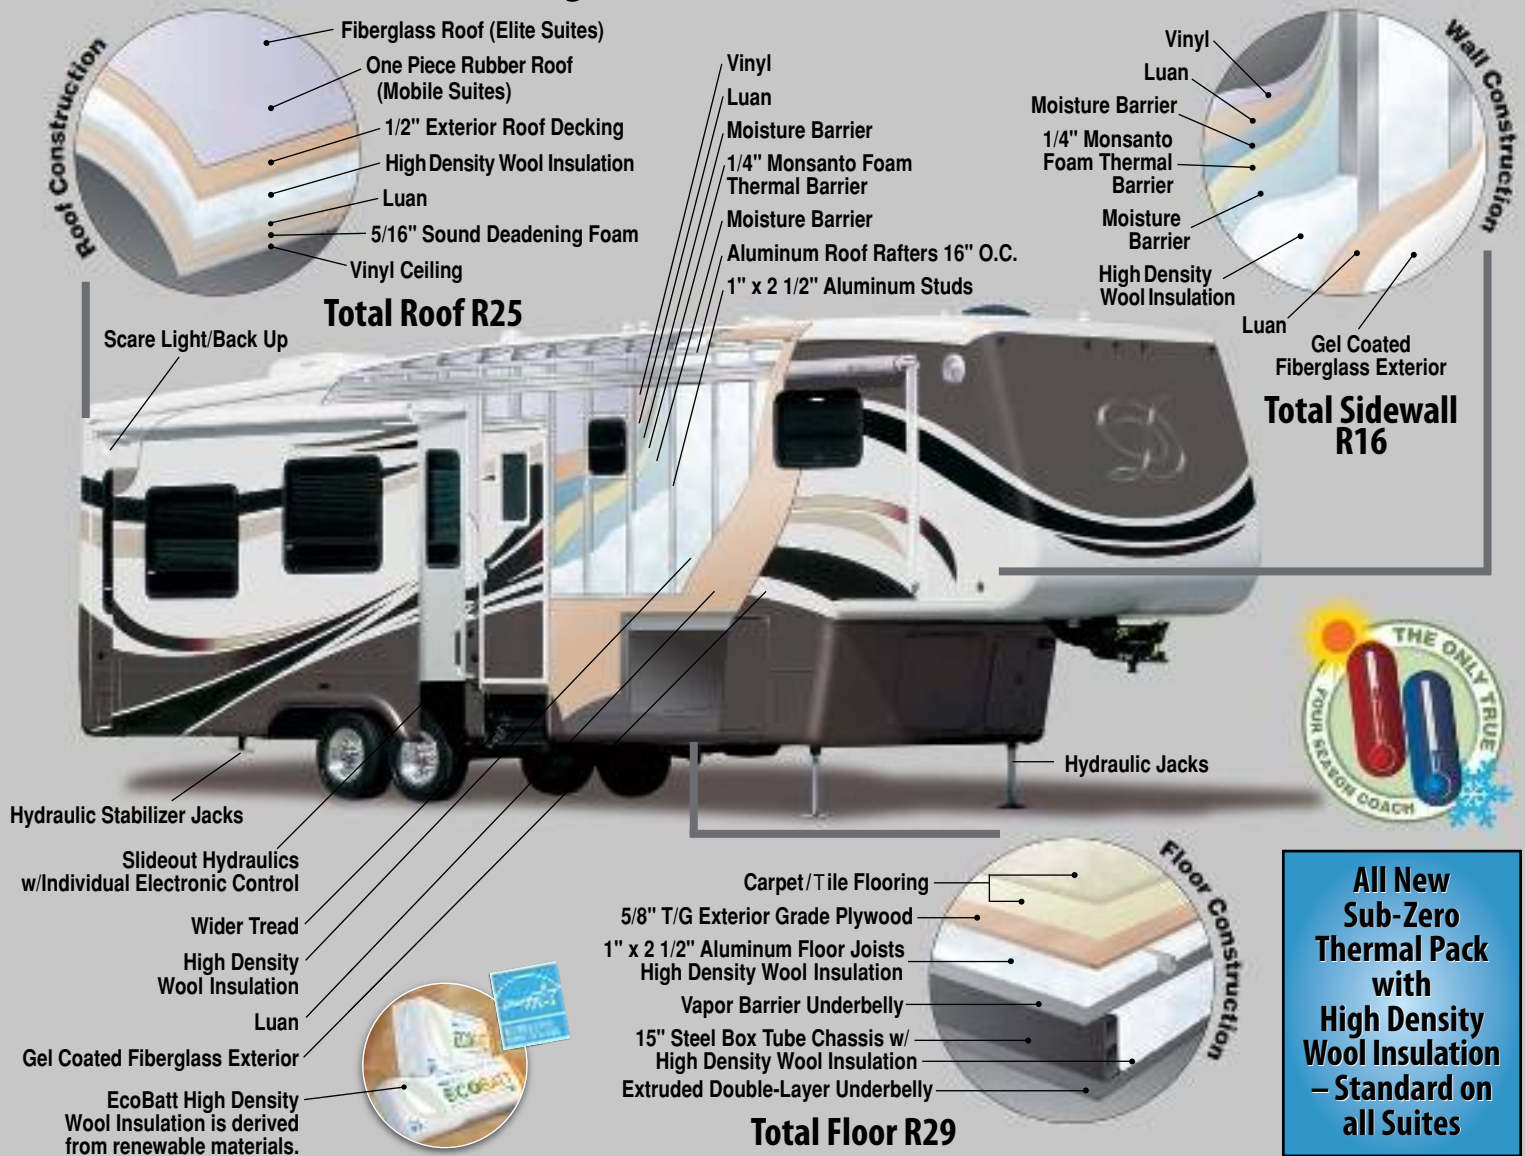 Roof Construction
Fiberglass Roof (Elite Suites)
One Piece Rubber Roof
(Mobile Suites)
1/2" Exterior Roof Decking
High Density Wool Insulation
Luan
5/16" Sound Deadening Foam
Vinyl Ceiling
Total Roof R25
Scare Light/Back Up
Vinyl
Luan
Moisture Barrier
1/4" Monsanto Foam
Thermal Barrier
Moisture Barrier
Aluminum Roof Rafters 16" O.C.
1" x 2 1/2" Aluminum Studs
Wall Construction
Vinyl
Luan
Moisture Barrier
1/4" Monsanto
Foam Thermal
Barrier
Moisture
Barrier
High Density
Wool Insulation
Luan
Gel Coated
Fiberglass Exterior
Total Sidewall
R16
THE ONLY TRUE
FOUR SEASON COACH
Hydraulic Jacks
Hydraulic Stabilizer Jacks
Slideout Hydraulics
w/Individual Electronic Control
Wider Tread
High Density
Wool Insulation
Luan
Gel Coated Fiberglass Exterior
EcoBatt High Density
Wool Insulation is derived
from renewable materials.
ECOBATT
Floor Construction
Carpet/Tile Flooring
5/8" T/G Exterior Grade Plywood
1" x 2 1/2" Aluminum Floor Joists
High Density Wool Insulation
Vapor Barrier Underbelly
15" Steel Box Tube Chassis w/
High Density Wool Insulation
Extruded Double-Layer Underbelly
Total Floor R29
All New
Sub-Zero
Thermal Pack
with
High Density
Wool Insulation
– Standard on
all Suites